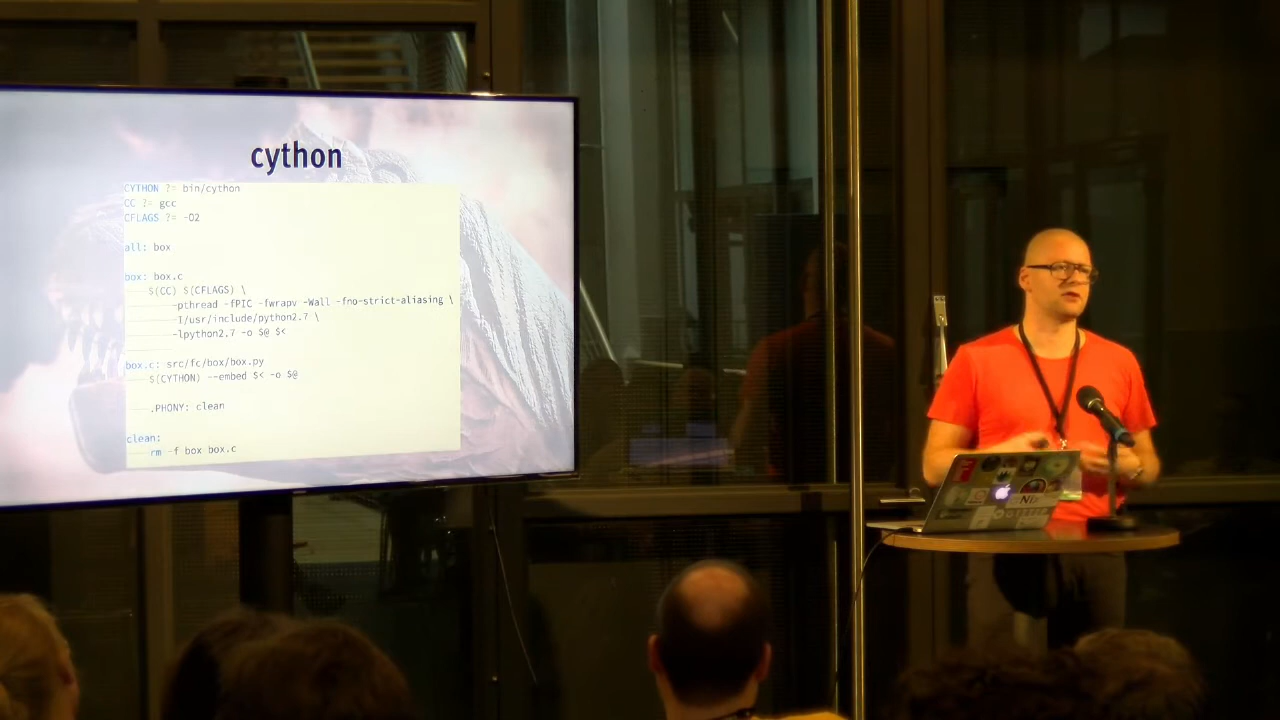 cython
CYTHON ?= bin/cython
CC ?= gcc
CFLAGS ?= -O2
all: box
box: box.c
$(CC) $(CFLAGS) \
-pthread -fPIC -fwrapv -Wall -fno-strict-aliasing \
-I/usr/include/python2.7 \
-lpython2.7 -o $@ $<
box.c: src/fc/box/box.py
$(CYTHON) --embed $< -o $@
.PHONY: clean
clean:
rm -f box box.c
Nix